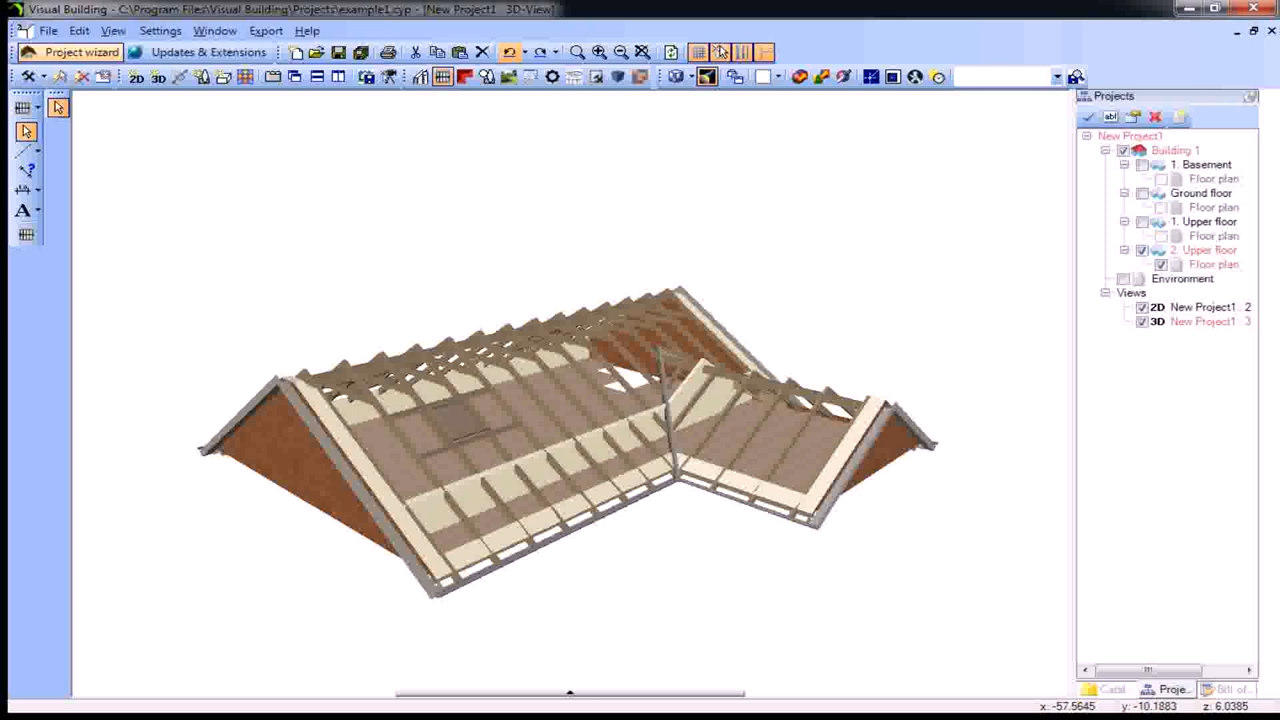 Visual Building - C:\Program Files\Visual Building\Projects\example1.cyp - [New Project1 3D-View]
File Edit View Settings Window Export Help
Project wizard Updates & Extensions
2D 3D
Projects
abl
New Project1
Building 1
1. Basement
Floor plan
Ground floor
Floor plan
1. Upper floor
Floor plan
2. Upper floor
Floor plan
Environment
Views
2D New Project1 2
3D New Project1 3
A
Proje... Bill of...
x: -57.5645 y: -10.1883 z: 6.0385